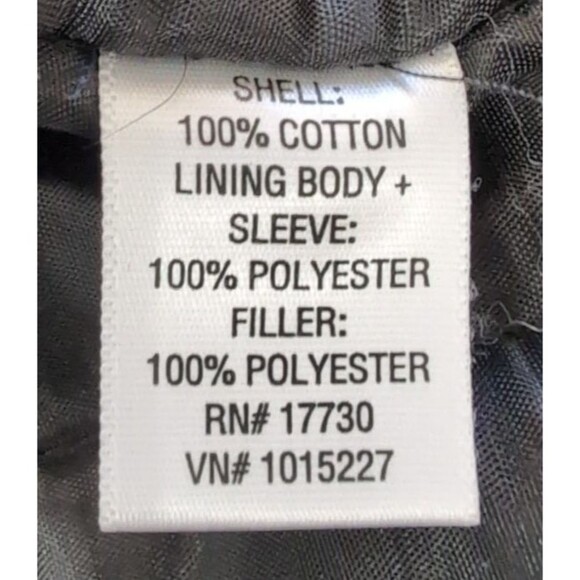 SHELL:
100% COTTON
LINING BODY +
SLEEVE:
100% POLYESTER
FILLER:
100% POLYESTER
RN# 17730
VN# 1015227